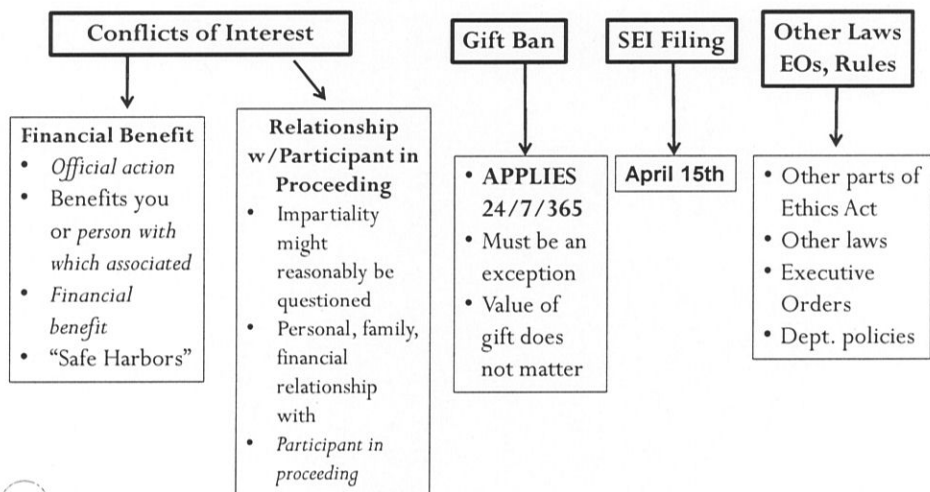 Conflicts of Interest
Gift Ban
SEI Filing
Other Laws
EOs, Rules
Financial Benefit
• Official action
• Benefits you
or person with
which associated
• Financial
benefit
• “Safe Harbors”
Relationship
w/Participant in
Proceeding
• Impartiality
might
reasonably be
questioned
• Personal, family,
financial
relationship
with
• Participant in
proceeding
• APPLIES
24/7/365
• Must be an
exception
• Value of
gift does
not matter
April 15th
• Other parts of
Ethics Act
• Other laws
• Executive
Orders
• Dept. policies